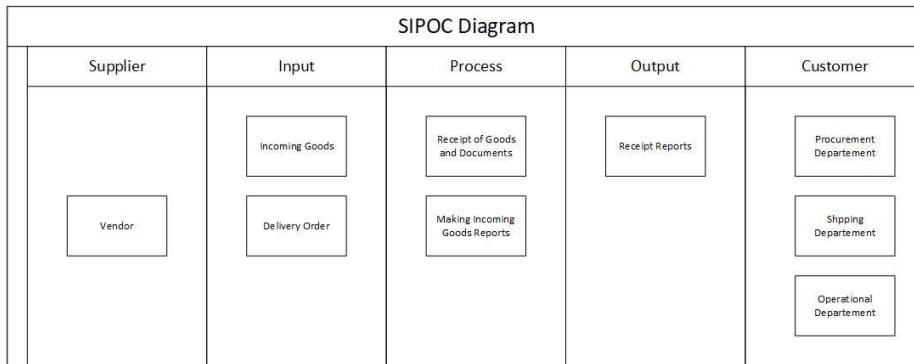 SIPOC Diagram
Supplier
Input
Process
Output
Customer
Vendor
Incoming Goods
Delivery Order
Receipt of Goods
and Documents
Making Incoming
Goods Reports
Receipt Reports
Procurement
Departement
Shpping
Departement
Operational
Departement